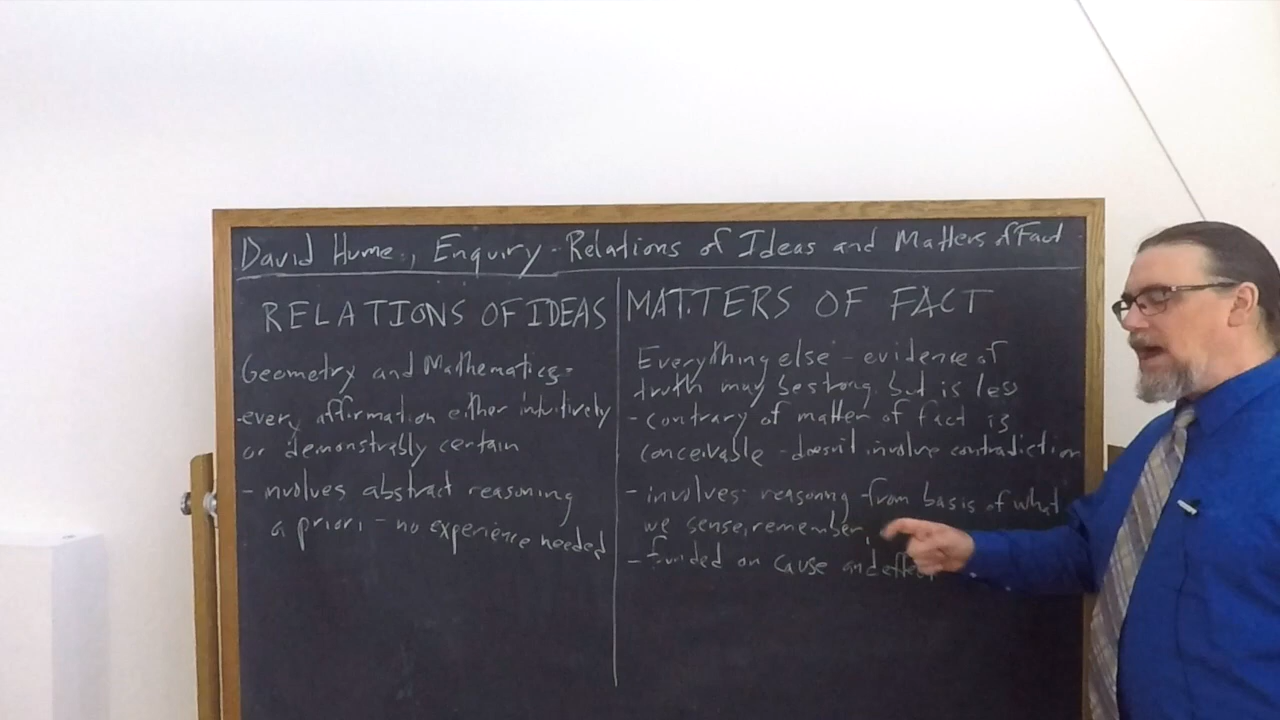 David Hume, Enquiry - Relations of Ideas and Matters of Fact
RELATIONS OF IDEAS
Geometry and Mathematics -
- every affirmation either intuitively
or demonstrably certain
- involves abstract reasoning
a priori - no experience needed
MATTERS OF FACT
Everything else - evidence of
truth may be strong but is less
- contrary of matter of fact is
conceivable - doesn't involve contradiction
- involves reasoning from basis of what
we sense, remember,
- founded on cause and effect